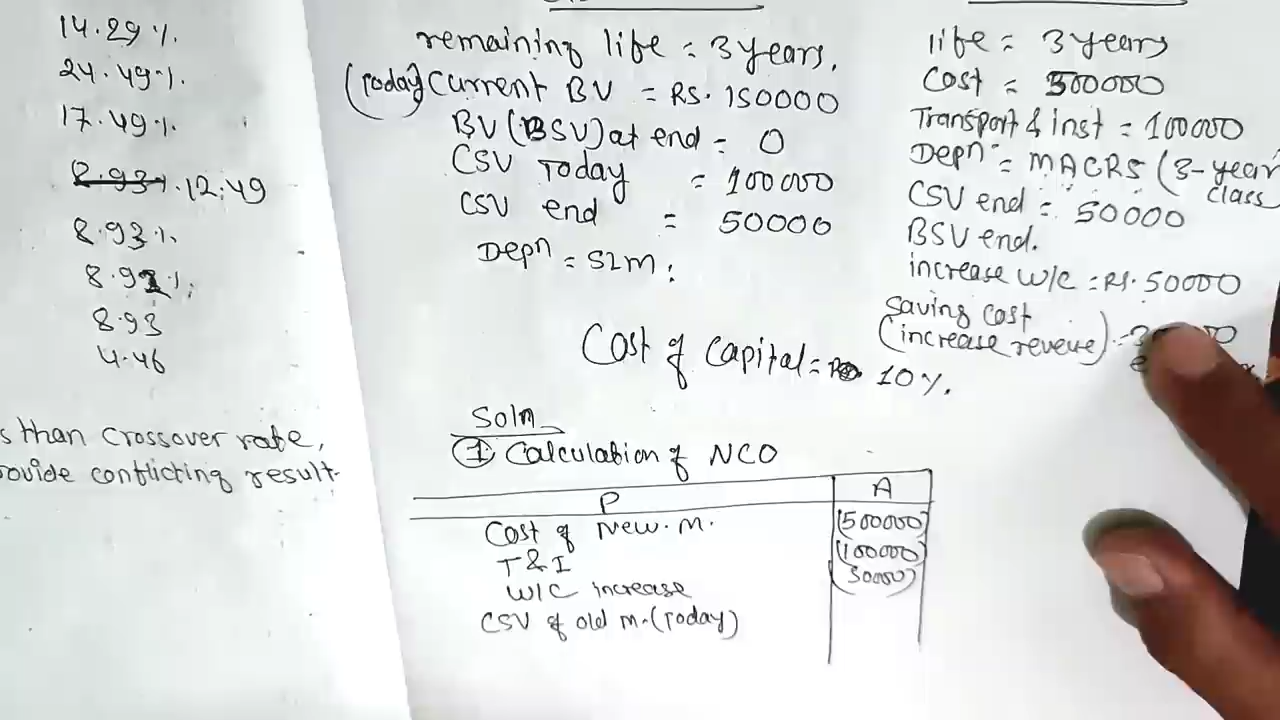 14.29%.
24.49%.
17.49%.
8.93%. 12.49
8.93%.
8.92%.
8.93
4.46
s than crossover rate,
rovide conflicting result.
remaining life = 3 years.
(Today) Current BV = RS. 150000
BV (BSV) at end = 0
CSV Today = 100000
CSV end = 50000
Depn = SLM.
life = 3 years
Cost = 500000
Transport & inst = 100000
Depn = MACRS (3-year class
CSV end = 50000
BSV end.
increase W/C = RS. 50000
Saving cost
(increase reveue) =
Cost of Capital = 10%.
Soln
① Calculation of NCO
P A
Cost of New. M. (500000)
T & I (100000)
W/C increase (50000)
CSV of old m. (Today)